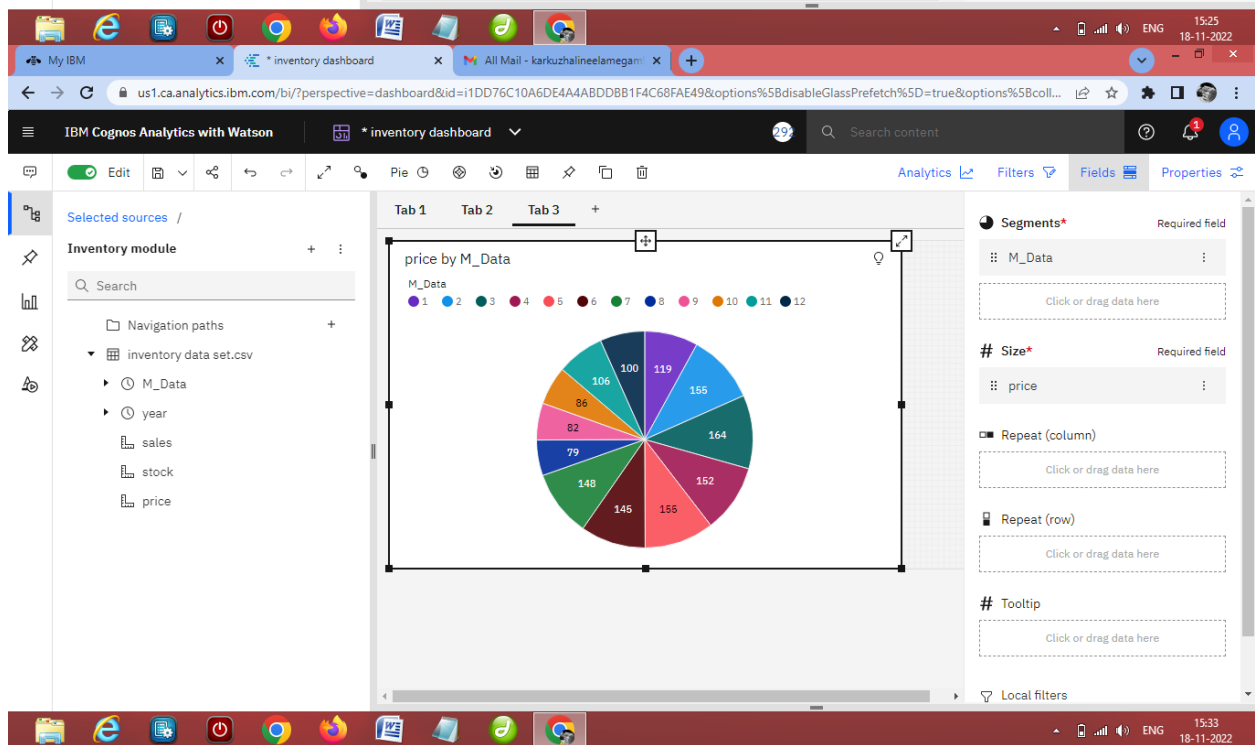 ENG
15:25
18-11-2022
My IBM
* inventory dashboard
All Mail - karkuzhalineelamegam
us1.ca.analytics.ibm.com/bi/?perspective=dashboard&id=i1DD76C10A6DE4A4ABDDBB1F4C68FAE49&options%5BdisableGlassPrefetch%5D=true&options%5Bcoll...
IBM Cognos Analytics with Watson
* inventory dashboard
292
Search content
1
Edit
Pie
Analytics
Filters
Fields
Properties
Selected sources /
Inventory module
Search
Navigation paths
inventory data set.csv
M_Data
year
sales
stock
price
Tab 1 Tab 2 Tab 3 +
price by M_Data
M_Data
1 2 3 4 5 6 7 8 9 10 11 12
119
155
164
152
155
145
148
79
82
86
106
100
Segments* Required field
M_Data
Click or drag data here
# Size* Required field
price
Repeat (column)
Click or drag data here
Repeat (row)
Click or drag data here
# Tooltip
Click or drag data here
Local filters
ENG
15:33
18-11-2022